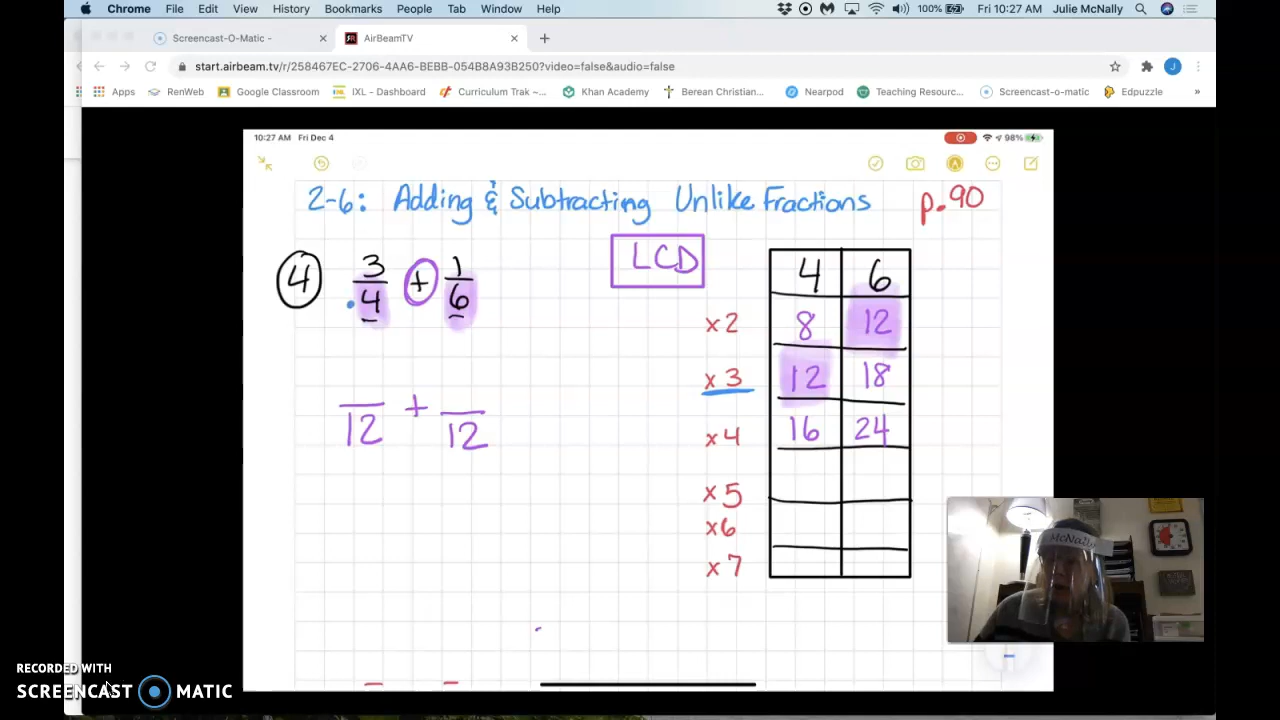 Chrome File Edit View History Bookmarks People Tab Window Help 100% Fri 10:27 AM Julie McNally
Screencast-O-Matic - × AirBeamTV × +
start.airbeam.tv/r/258467EC-2706-4AA6-BEBB-054B8A93B250?video=false&audio=false J
Apps RenWeb Google Classroom IXL - Dashboard Curriculum Trak ~... Khan Academy Berean Christian... Nearpod Teaching Resourc... Screencast-o-matic Edpuzzle »
10:27 AM Fri Dec 4 98%
2-6: Adding & Subtracting Unlike Fractions p.90
4 3/4 + 1/6 LCD
4 6
x2 8 12
x3 12 18
x4 16 24
__/12 + __/12
x5
x6
x7
McNally
RECORDED WITH
SCREENCAST MATIC